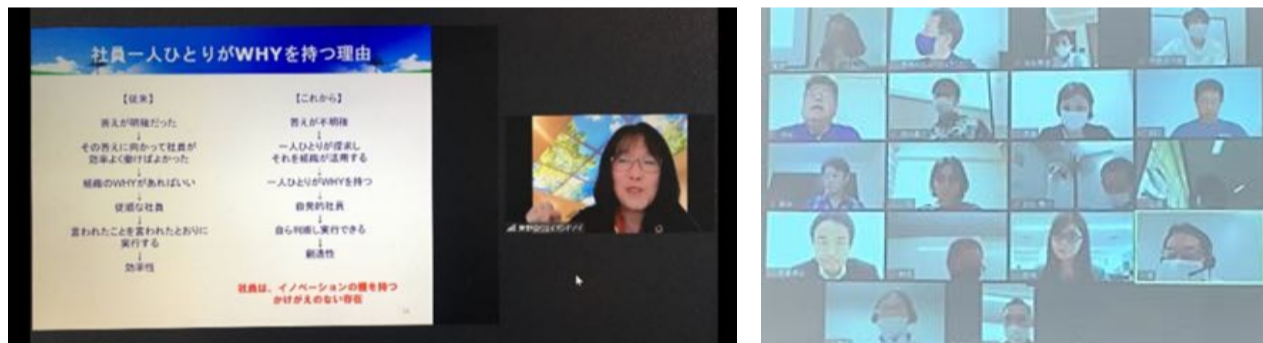 社員一人ひとりがWHYを持つ理由
【従来】
答えが明確だった
↓
その答えに向かって社員が
効率よく働けばよかった
↓
組織のWHYがあればいい
↓
従順な社員
↓
言われたことを言われたとおりに
実行する
↓
効率性
【これから】
答えが不明確
↓
一人ひとりが探求し
それを組織が活用する
↓
一人ひとりがWHYを持つ
↓
自発的社員
↓
自ら判断し実行できる
↓
創造性
社員は、イノベーションの種を持つ
かけがえのない存在